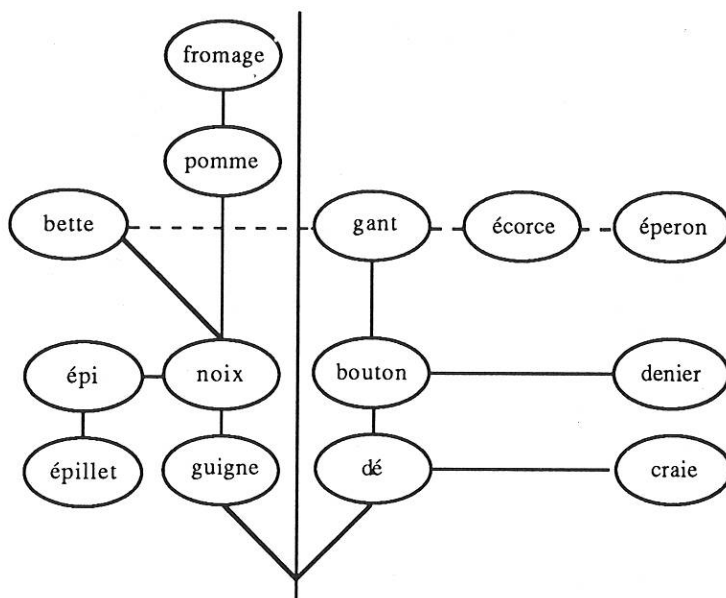 fromage
pomme
bette gant écorce éperon
épi noix bouton denier
épillet guigne dé craie